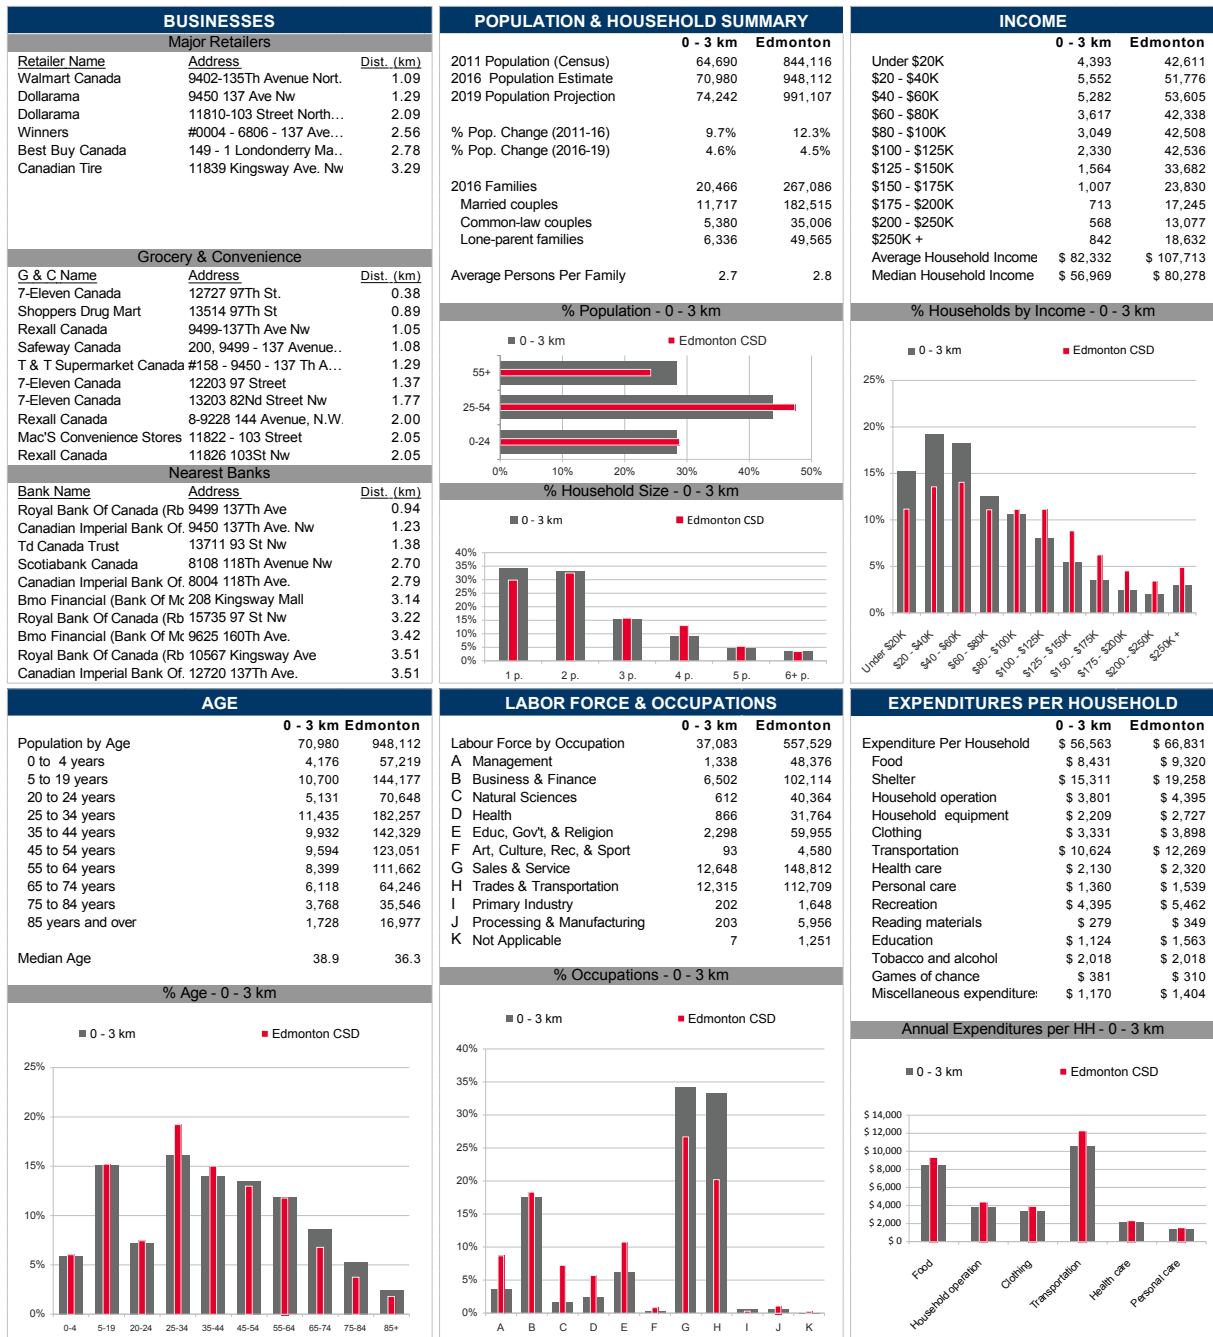 BUSINESSES
Major Retailers
Retailer Name Address Dist. (km)
Walmart Canada 9402-135Th Avenue Nort. 1.09
Dollarama 9450 137 Ave Nw 1.29
Dollarama 11810-103 Street North... 2.09
Winners #0004 - 6806 - 137 Ave... 2.56
Best Buy Canada 149 - 1 Londonderry Ma.. 2.78
Canadian Tire 11839 Kingsway Ave. Nw 3.29
Grocery & Convenience
G & C Name Address Dist. (km)
7-Eleven Canada 12727 97Th St. 0.38
Shoppers Drug Mart 13514 97Th St 0.89
Rexall Canada 9499-137Th Ave Nw 1.05
Safeway Canada 200, 9499 - 137 Avenue.. 1.08
T & T Supermarket Canada #158 - 9450 - 137 Th A... 1.29
7-Eleven Canada 12203 97 Street 1.37
7-Eleven Canada 13203 82Nd Street Nw 1.77
Rexall Canada 8-9228 144 Avenue, N.W. 2.00
Mac'S Convenience Stores 11822 - 103 Street 2.05
Rexall Canada 11826 103St Nw 2.05
Nearest Banks
Bank Name Address Dist. (km)
Royal Bank Of Canada (Rb 9499 137Th Ave 0.94
Canadian Imperial Bank Of. 9450 137Th Ave. Nw 1.23
Td Canada Trust 13711 93 St Nw 1.38
Scotiabank Canada 8108 118Th Avenue Nw 2.70
Canadian Imperial Bank Of. 8004 118Th Ave. 2.79
Bmo Financial (Bank Of Mc 208 Kingsway Mall 3.14
Royal Bank Of Canada (Rb 15735 97 St Nw 3.22
Bmo Financial (Bank Of Mc 9625 160Th Ave. 3.42
Royal Bank Of Canada (Rb 10567 Kingsway Ave 3.51
Canadian Imperial Bank Of. 12720 137Th Ave. 3.51
POPULATION & HOUSEHOLD SUMMARY
0 - 3 km Edmonton
2011 Population (Census) 64,690 844,116
2016 Population Estimate 70,980 948,112
2019 Population Projection 74,242 991,107
% Pop. Change (2011-16) 9.7% 12.3%
% Pop. Change (2016-19) 4.6% 4.5%
2016 Families 20,466 267,086
Married couples 11,717 182,515
Common-law couples 5,380 35,006
Lone-parent families 6,336 49,565
Average Persons Per Family 2.7 2.8
% Population - 0 - 3 km
0 - 3 km Edmonton CSD
55+
25-54
0-24
0% 10% 20% 30% 40% 50%
% Household Size - 0 - 3 km
0 - 3 km Edmonton CSD
40%
35%
30%
25%
20%
15%
10%
5%
0%
1 p. 2 p. 3 p. 4 p. 5 p. 6+ p.
INCOME
0 - 3 km Edmonton
Under $20K 4,393 42,611
$20 - $40K 5,552 51,776
$40 - $60K 5,282 53,605
$60 - $80K 3,617 42,338
$80 - $100K 3,049 42,508
$100 - $125K 2,330 42,536
$125 - $150K 1,564 33,682
$150 - $175K 1,007 23,830
$175 - $200K 713 17,245
$200 - $250K 568 13,077
$250K + 842 18,632
Average Household Income $ 82,332 $ 107,713
Median Household Income $ 56,969 $ 80,278
% Households by Income - 0 - 3 km
0 - 3 km Edmonton CSD
25%
20%
15%
10%
5%
0%
Under $20K $20 - $40K $40 - $60K $60 - $80K $80 - $100K $100 - $125K $125 - $150K $150 - $175K $175 - $200K $200 - $250K $250K +
AGE
0 - 3 km Edmonton
Population by Age 70,980 948,112
0 to 4 years 4,176 57,219
5 to 19 years 10,700 144,177
20 to 24 years 5,131 70,648
25 to 34 years 11,435 182,257
35 to 44 years 9,932 142,329
45 to 54 years 9,594 123,051
55 to 64 years 8,399 111,662
65 to 74 years 6,118 64,246
75 to 84 years 3,768 35,546
85 years and over 1,728 16,977
Median Age 38.9 36.3
% Age - 0 - 3 km
0 - 3 km Edmonton CSD
25%
20%
15%
10%
5%
0%
0-4 5-19 20-24 25-34 35-44 45-54 55-64 65-74 75-84 85+
LABOR FORCE & OCCUPATIONS
0 - 3 km Edmonton
Labour Force by Occupation 37,083 557,529
A Management 1,338 48,376
B Business & Finance 6,502 102,114
C Natural Sciences 612 40,364
D Health 866 31,764
E Educ, Gov't, & Religion 2,298 59,955
F Art, Culture, Rec, & Sport 93 4,580
G Sales & Service 12,648 148,812
H Trades & Transportation 12,315 112,709
I Primary Industry 202 1,648
J Processing & Manufacturing 203 5,956
K Not Applicable 7 1,251
% Occupations - 0 - 3 km
0 - 3 km Edmonton CSD
40%
35%
30%
25%
20%
15%
10%
5%
0%
A B C D E F G H I J K
EXPENDITURES PER HOUSEHOLD
0 - 3 km Edmonton
Expenditure Per Household $ 56,563 $ 66,831
Food $ 8,431 $ 9,320
Shelter $ 15,311 $ 19,258
Household operation $ 3,801 $ 4,395
Household equipment $ 2,209 $ 2,727
Clothing $ 3,331 $ 3,898
Transportation $ 10,624 $ 12,269
Health care $ 2,130 $ 2,320
Personal care $ 1,360 $ 1,539
Recreation $ 4,395 $ 5,462
Reading materials $ 279 $ 349
Education $ 1,124 $ 1,563
Tobacco and alcohol $ 2,018 $ 2,018
Games of chance $ 381 $ 310
Miscellaneous expenditures $ 1,170 $ 1,404
Annual Expenditures per HH - 0 - 3 km
0 - 3 km Edmonton CSD
$ 14,000
$ 12,000
$ 10,000
$ 8,000
$ 6,000
$ 4,000
$ 2,000
$ 0
Food Household operation Clothing Transportation Health care Personal care